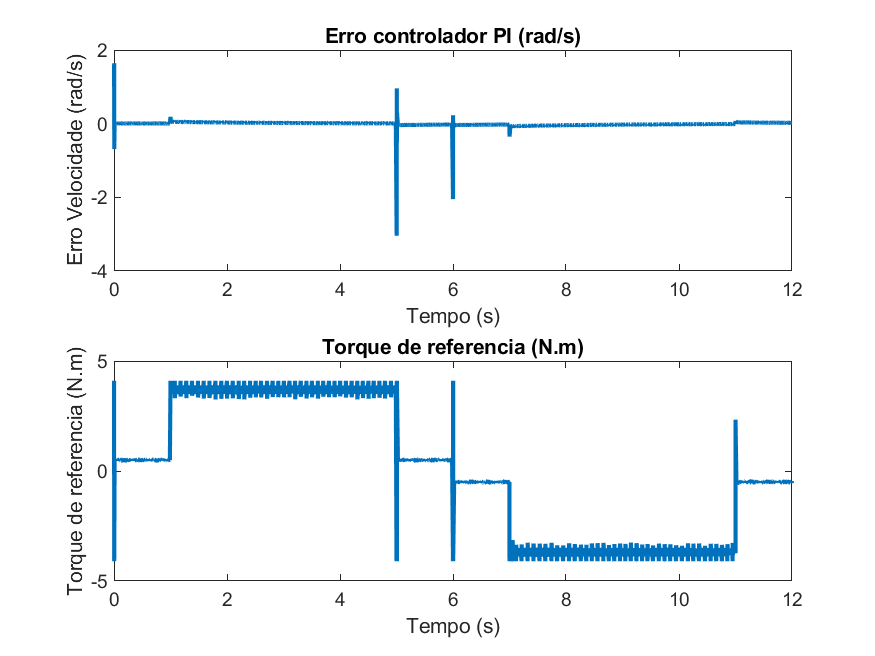 Erro controlador PI (rad/s)
2
0
-2
-4
Erro Velocidade (rad/s)
0 2 4 6 8 10 12
Tempo (s)
Torque de referencia (N.m)
5
0
-5
Torque de referencia (N.m)
0 2 4 6 8 10 12
Tempo (s)